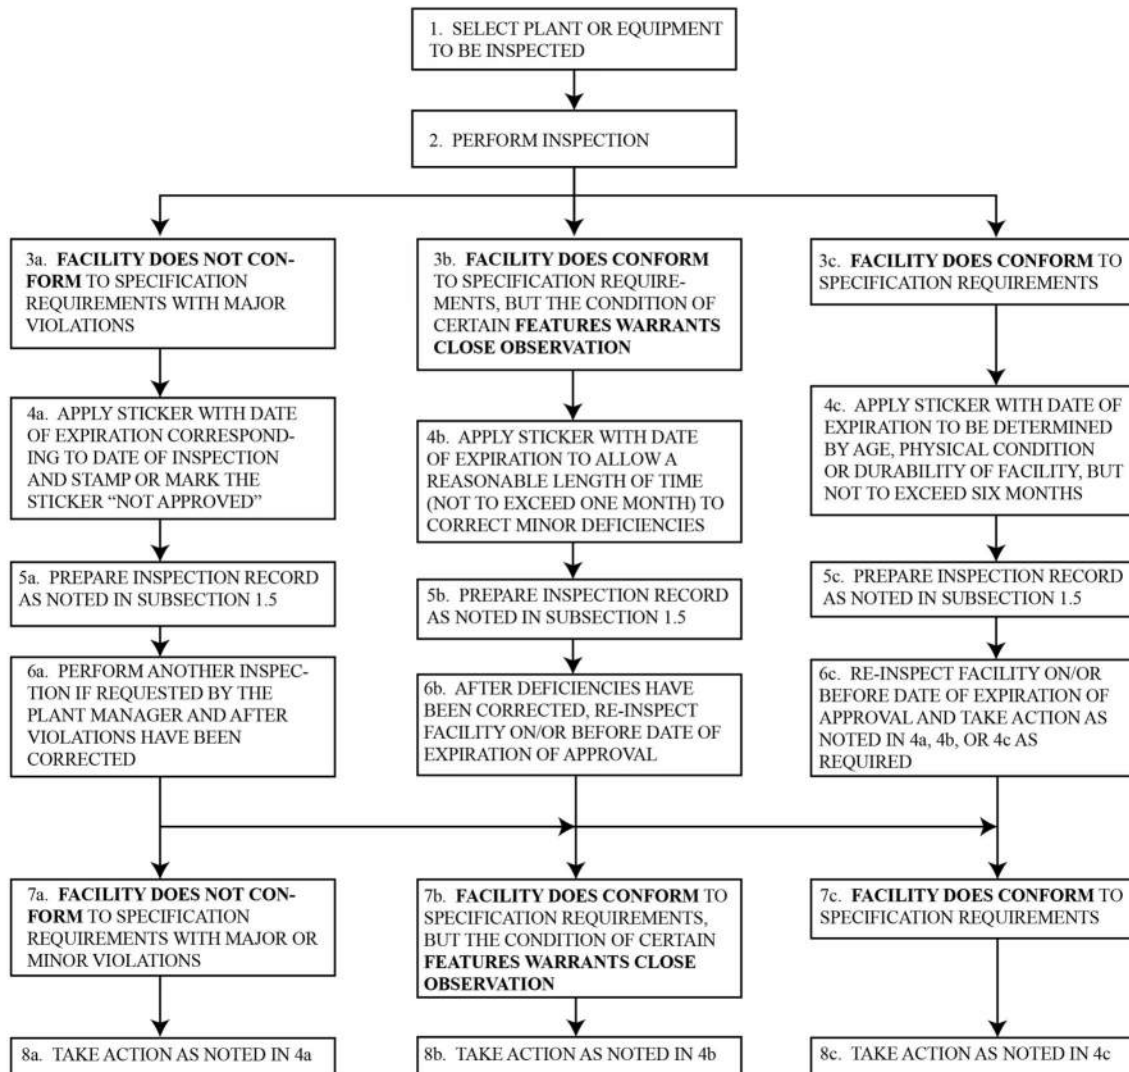 1. SELECT PLANT OR EQUIPMENT
TO BE INSPECTED
2. PERFORM INSPECTION
3a. FACILITY DOES NOT CON-
FORM TO SPECIFICATION
REQUIREMENTS WITH MAJOR
VIOLATIONS
3b. FACILITY DOES CONFORM
TO SPECIFICATION REQUIRE-
MENTS, BUT THE CONDITION OF
CERTAIN FEATURES WARRANTS
CLOSE OBSERVATION
3c. FACILITY DOES CONFORM TO
SPECIFICATION REQUIREMENTS
4a. APPLY STICKER WITH DATE
OF EXPIRATION CORRESPOND-
ING TO DATE OF INSPECTION
AND STAMP OR MARK THE
STICKER “NOT APPROVED”
4b. APPLY STICKER WITH DATE
OF EXPIRATION TO ALLOW A
REASONABLE LENGTH OF TIME
(NOT TO EXCEED ONE MONTH) TO
CORRECT MINOR DEFICIENCIES
4c. APPLY STICKER WITH DATE OF
EXPIRATION TO BE DETERMINED
BY AGE, PHYSICAL CONDITION
OR DURABILITY OF FACILITY, BUT
NOT TO EXCEED SIX MONTHS
5a. PREPARE INSPECTION RECORD
AS NOTED IN SUBSECTION 1.5
5b. PREPARE INSPECTION RECORD
AS NOTED IN SUBSECTION 1.5
5c. PREPARE INSPECTION RECORD
AS NOTED IN SUBSECTION 1.5
6a. PERFORM ANOTHER INSPEC-
TION IF REQUESTED BY THE
PLANT MANAGER AND AFTER
VIOLATIONS HAVE BEEN
CORRECTED
6b. AFTER DEFICIENCIES HAVE
BEEN CORRECTED, RE-INSPECT
FACILITY ON/OR BEFORE DATE OF
EXPIRATION OF APPROVAL
6c. RE-INSPECT FACILITY ON/OR
BEFORE DATE OF EXPIRATION OF
APPROVAL AND TAKE ACTION AS
NOTED IN 4a, 4b, OR 4c AS
REQUIRED
7a. FACILITY DOES NOT CON-
FORM TO SPECIFICATION
REQUIREMENTS WITH MAJOR OR
MINOR VIOLATIONS
7b. FACILITY DOES CONFORM TO
SPECIFICATION REQUIREMENTS,
BUT THE CONDITION OF CERTAIN
FEATURES WARRANTS CLOSE
OBSERVATION
7c. FACILITY DOES CONFORM TO
SPECIFICATION REQUIREMENTS
8a. TAKE ACTION AS NOTED IN 4a
8b. TAKE ACTION AS NOTED IN 4b
8c. TAKE ACTION AS NOTED IN 4c